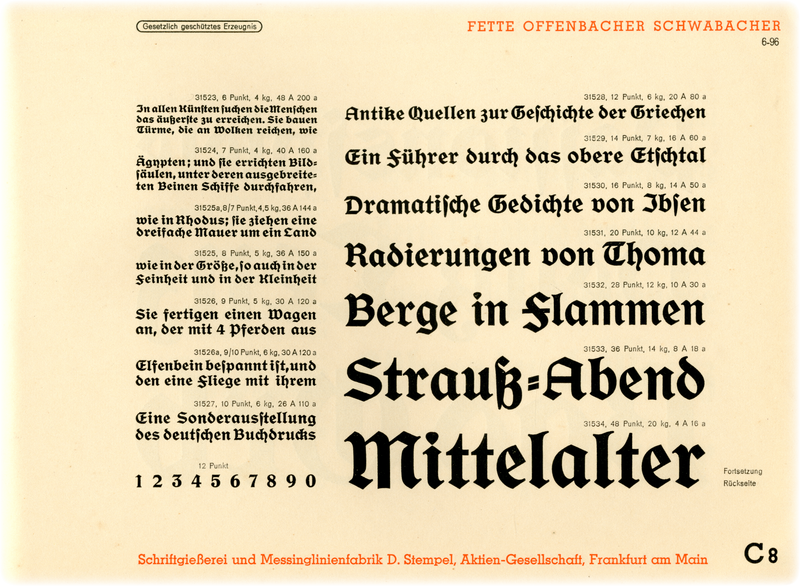 Gesetzlich geschütztes Erzeugnis
FETTE OFFENBACHER SCHWABACHER
6-96
31523, 6 Punkt, 4 kg, 48 A 200 a
In allen Künsten suchen die Menschen
das äußerste zu erreichen. Sie bauen
Türme, die an Wolken reichen, wie
31524, 7 Punkt, 4 kg, 40 A 160 a
Ägypten; und sie errichten Bild-
säulen, unter deren ausgebreite-
ten Beinen Schiffe durchfahren,
31525a, 8/7 Punkt, 4,5 kg, 36 A 144 a
wie in Rhodus; sie ziehen eine
dreifache Mauer um ein Land
31525, 8 Punkt, 5 kg, 36 A 150 a
wie in der Größe, so auch in der
Feinheit und in der Kleinheit
31526, 9 Punkt, 5 kg, 30 A 120 a
Sie fertigen einen Wagen
an, der mit 4 Pferden aus
31526a, 9/10 Punkt, 6 kg, 30 A 120 a
Elfenbein bespannt ist, und
den eine Fliege mit ihrem
31527, 10 Punkt, 6 kg, 26 A 110 a
Eine Sonderausstellung
des deutschen Buchdrucks
12 Punkt
1 2 3 4 5 6 7 8 9 0
31528, 12 Punkt, 6 kg, 20 A 80 a
Antike Quellen zur Geschichte der Griechen
31529, 14 Punkt, 7 kg, 16 A 60 a
Ein Führer durch das obere Etschtal
31530, 16 Punkt, 8 kg, 14 A 50 a
Dramatische Gedichte von Ibsen
31531, 20 Punkt, 10 kg, 12 A 44 a
Radierungen von Thoma
31532, 28 Punkt, 12 kg, 10 A 30 a
Berge in Flammen
31533, 36 Punkt, 14 kg, 8 A 18 a
Strauß-Abend
31534, 48 Punkt, 20 kg, 4 A 16 a
Mittelalter
Fortsetzung
Rückseite
Schriftgießerei und Messinglinienfabrik D. Stempel, Aktien-Gesellschaft, Frankfurt am Main
C 8